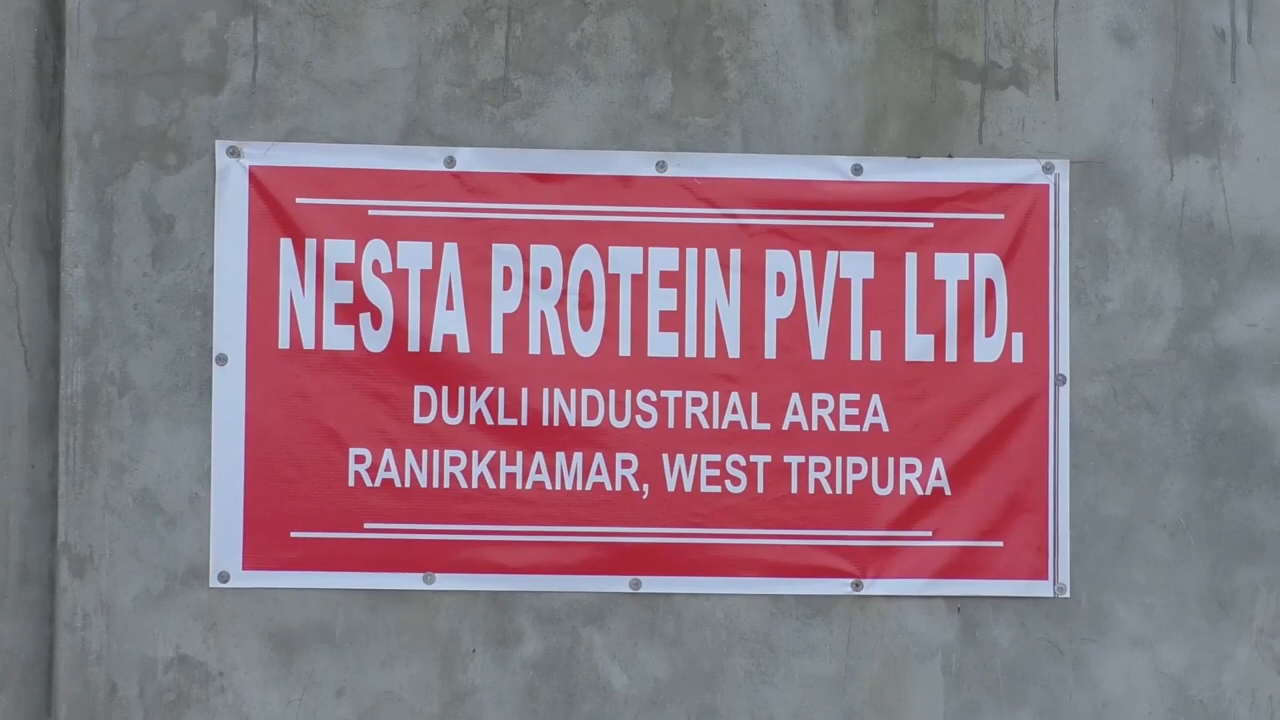 NESTA PROTEIN PVT. LTD.
DUKLI INDUSTRIAL AREA
RANIRKHAMAR, WEST TRIPURA